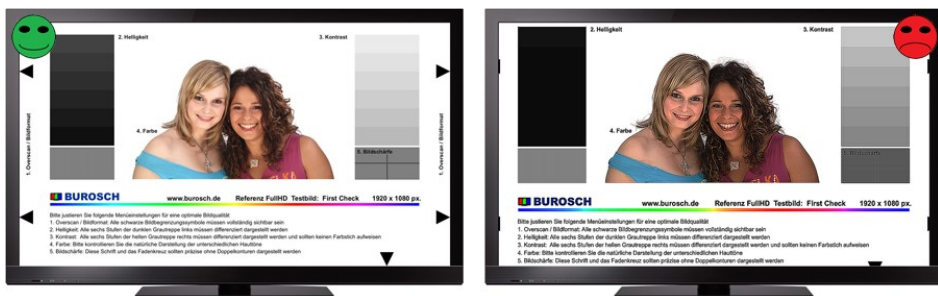 2. Helligkeit
3. Kontrast
1. Overscan / Bildformat
4. Farbe
1. Overscan / Bildformat
5. Bildschärfe
BUROSCH www.burosch.de Referenz FullHD Testbild: First Check 1920 x 1080 px.
Bitte justieren Sie folgende Menüeinstellungen für eine optimale Bildqualität
1. Overscan / Bildformat: Alle schwarze Bildbegrenzungssymbole müssen vollständig sichtbar sein
2. Helligkeit: Alle sechs Stufen der dunklen Grautreppe links müssen differenziert dargestellt werden
3. Kontrast: Alle sechs Stufen der hellen Grautreppe rechts müssen differenziert dargestellt werden und sollten keinen Farbstich aufweisen
4. Farbe: Bitte kontrollieren Sie die natürliche Darstellung der unterschiedlichen Hauttöne
5. Bildschärfe: Diese Schrift und das Fadenkreuz sollten präzise ohne Doppelkonturen dargestellt werden
2. Helligkeit
3. Kontrast
4. Farbe
5. Bildschärfe
BUROSCH www.burosch.de Referenz FullHD Testbild: First Check 1920 x 1080 px.
Bitte justieren Sie folgende Menüeinstellungen für eine optimale Bildqualität
1. Overscan / Bildformat: Alle schwarze Bildbegrenzungssymbole müssen vollständig sichtbar sein
2. Helligkeit: Alle sechs Stufen der dunklen Grautreppe links müssen differenziert dargestellt werden
3. Kontrast: Alle sechs Stufen der hellen Grautreppe rechts müssen differenziert dargestellt werden und sollten keinen Farbstich aufweisen
4. Farbe: Bitte kontrollieren Sie die natürliche Darstellung der unterschiedlichen Hauttöne
5. Bildschärfe: Diese Schrift und das Fadenkreuz sollten präzise ohne Doppelkonturen dargestellt werden